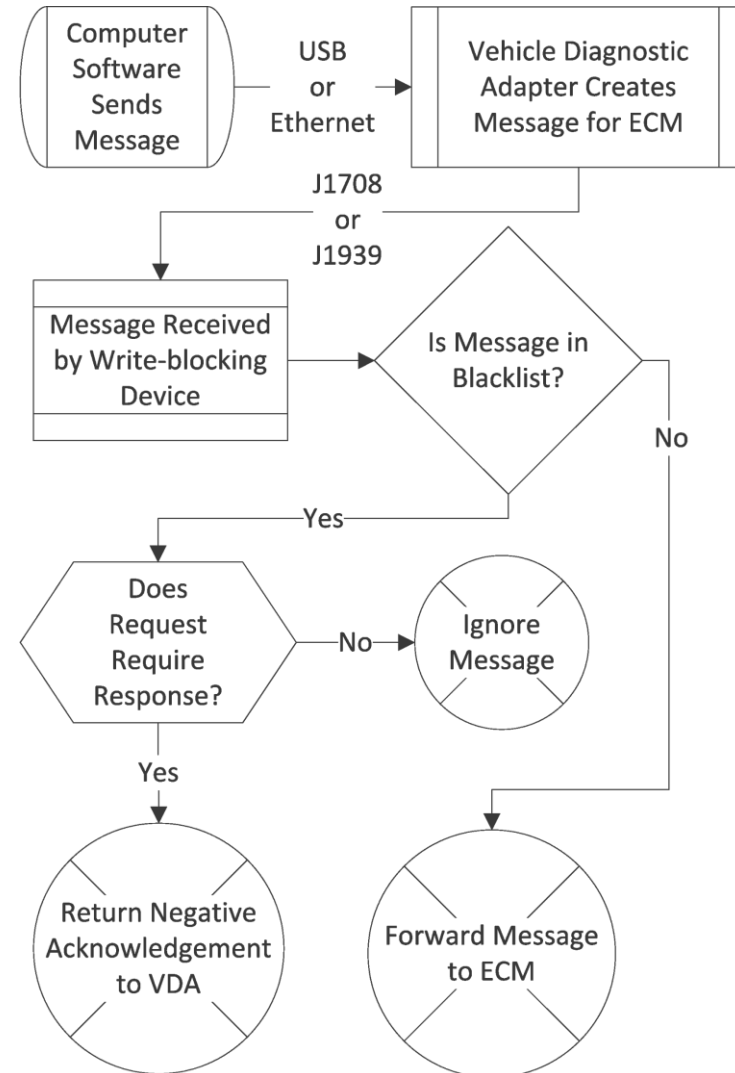 Computer
Software
Sends
Message
USB
or
Ethernet
Vehicle Diagnostic
Adapter Creates
Message for ECM
J1708
or
J1939
Message Received
by Write-blocking
Device
Is Message in
Blacklist?
No
Yes
Does
Request
Require
Response?
No
Ignore
Message
Yes
Return Negative
Acknowledgement
to VDA
Forward Message
to ECM